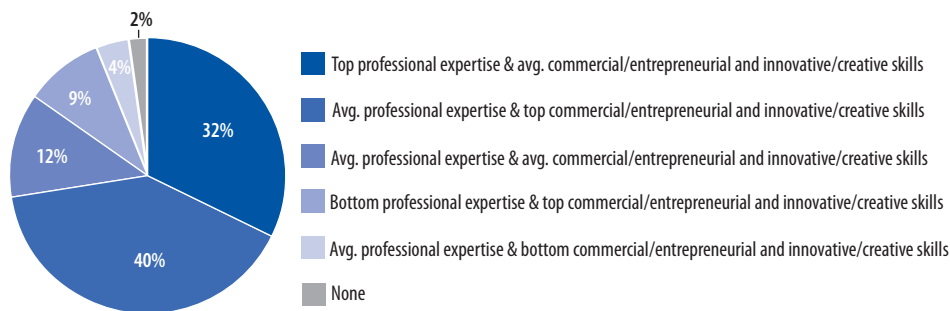 2%
4%
9%
12%
32%
40%
Top professional expertise & avg. commercial/entrepreneurial and innovative/creative skills
Avg. professional expertise & top commercial/entrepreneurial and innovative/creative skills
Avg. professional expertise & avg. commercial/entrepreneurial and innovative/creative skills
Bottom professional expertise & top commercial/entrepreneurial and innovative/creative skills
Avg. professional expertise & bottom commercial/entrepreneurial and innovative/creative skills
None